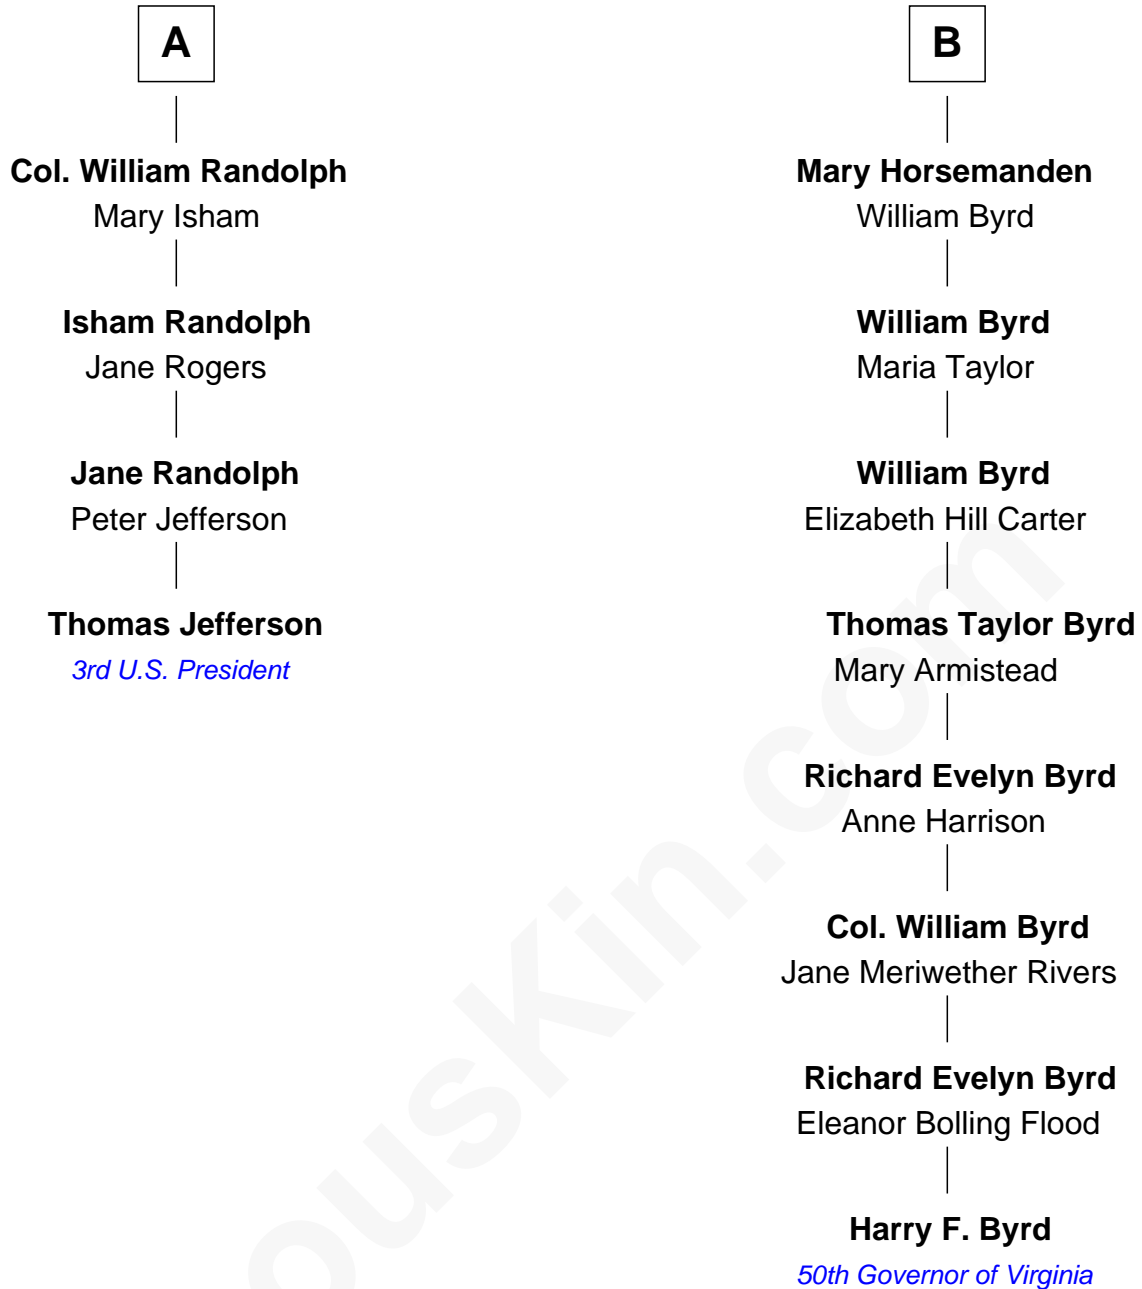 A
Col. William Randolph
Mary Isham
Isham Randolph
Jane Rogers
Jane Randolph
Peter Jefferson
Thomas Jefferson
3rd U.S. President
B
Mary Horsemanden
William Byrd
William Byrd
Maria Taylor
William Byrd
Elizabeth Hill Carter
Thomas Taylor Byrd
Mary Armistead
Richard Evelyn Byrd
Anne Harrison
Col. William Byrd
Jane Meriwether Rivers
Richard Evelyn Byrd
Eleanor Bolling Flood
Harry F. Byrd
50th Governor of Virginia
ousKin.com